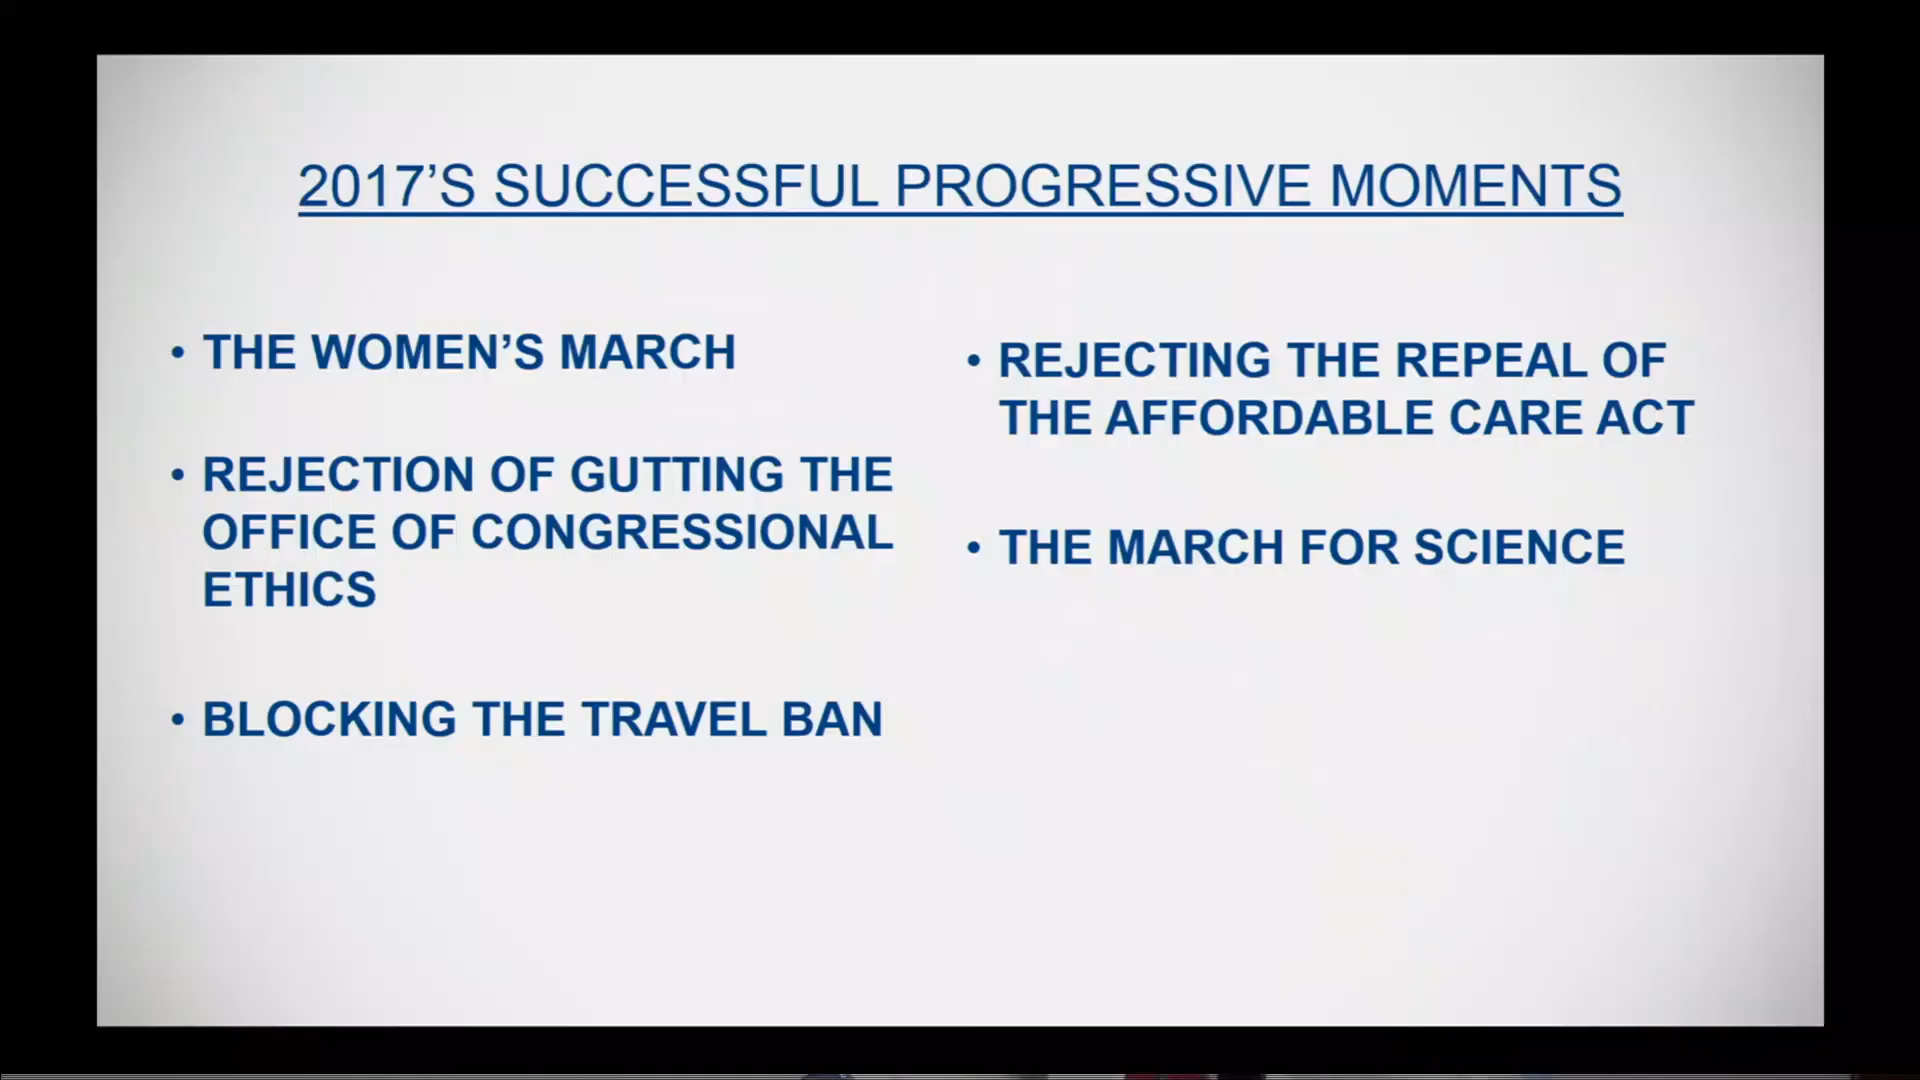 2017’S SUCCESSFUL PROGRESSIVE MOMENTS
• THE WOMEN’S MARCH
• REJECTION OF GUTTING THE
OFFICE OF CONGRESSIONAL
ETHICS
• BLOCKING THE TRAVEL BAN
• REJECTING THE REPEAL OF
THE AFFORDABLE CARE ACT
• THE MARCH FOR SCIENCE